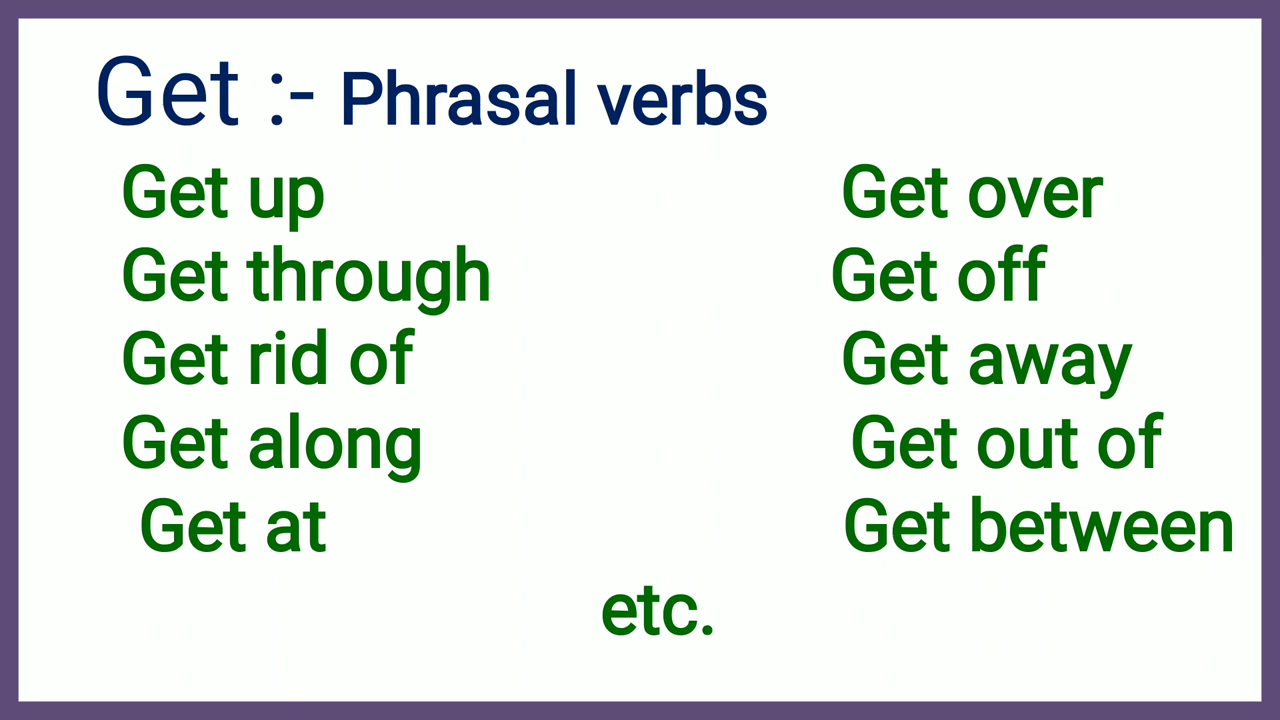 Get :- Phrasal verbs
Get up Get over
Get through Get off
Get rid of Get away
Get along Get out of
Get at Get between
etc.